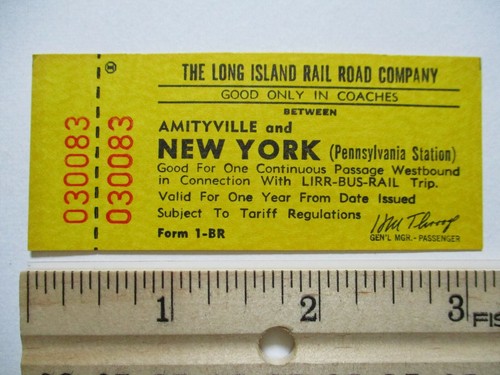 030083
030083
THE LONG ISLAND RAIL ROAD COMPANY
GOOD ONLY IN COACHES
BETWEEN
AMITYVILLE and
NEW YORK (Pennsylvania Station)
Good For One Continuous Passage Westbound
in Connection With LIRR-BUS-RAIL Trip.
Valid For One Year From Date Issued
Subject To Tariff Regulations
Form 1-BR
GEN'L MGR.- PASSENGER
1 2 3